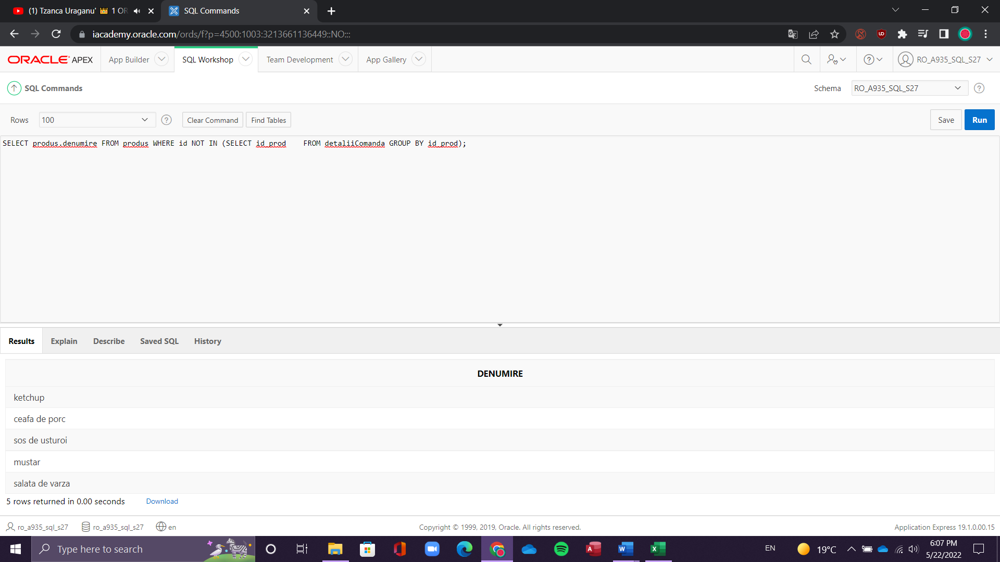 (1) Tzanca Uraganu' 👑 1 OR
SQL Commands
iacademy.oracle.com/ords/f?p=4500:1003:3213661136449::NO:::
ORACLE APEX
App Builder
SQL Workshop
Team Development
App Gallery
RO_A935_SQL_S27
SQL Commands
Schema
RO_A935_SQL_S27
Rows
100
Clear Command
Find Tables
Save
Run
SELECT produs.denumire FROM produs WHERE id NOT IN (SELECT id_prod    FROM detaliiComanda GROUP BY id_prod);
Results
Explain
Describe
Saved SQL
History
DENUMIRE
ketchup
ceafa de porc
sos de usturoi
mustar
salata de varza
5 rows returned in 0.00 seconds
Download
ro_a935_sql_s27
ro_a935_sql_s27
en
Copyright © 1999, 2019, Oracle. All rights reserved.
Application Express 19.1.0.00.15
Type here to search
EN
19°C
6:07 PM
5/22/2022